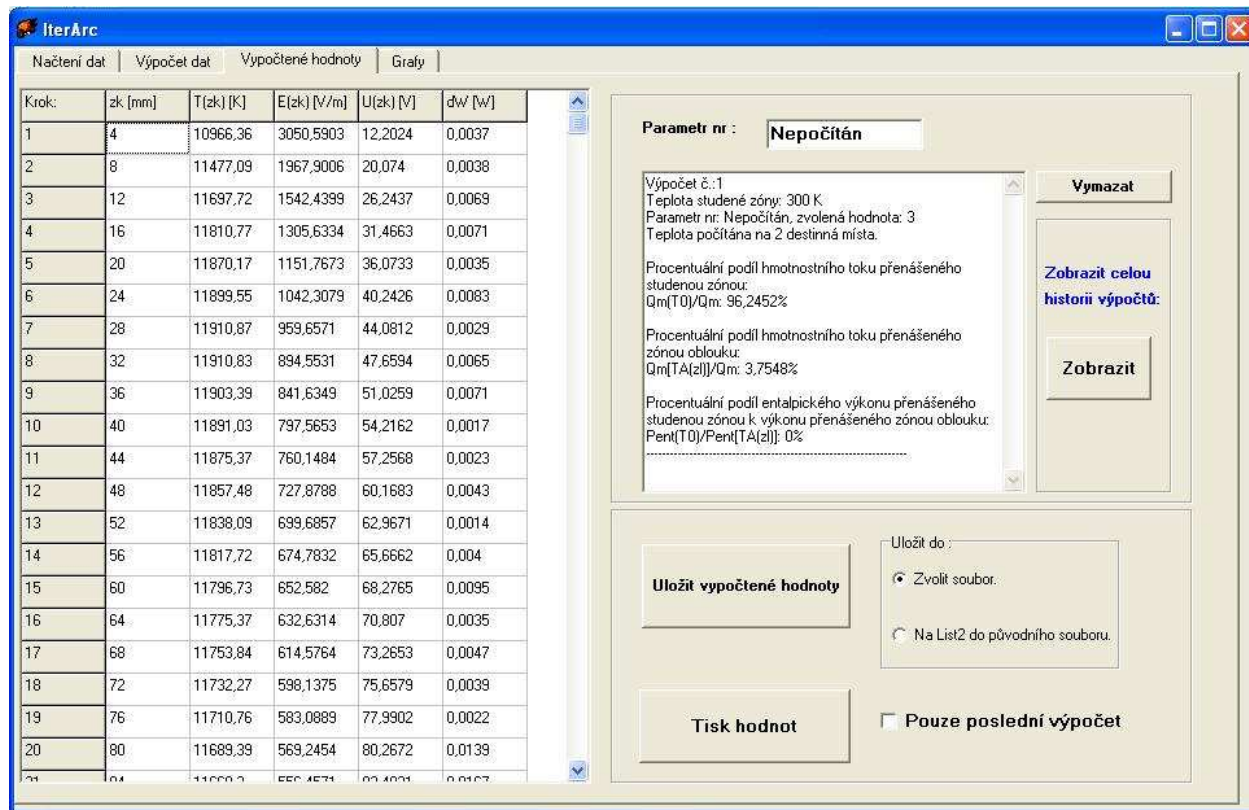 IterArc
Načtení dat Výpočet dat Vypočtené hodnoty Grafy
Krok: zk [mm] T(zk) [K] E(zk) [V/m] U(zk) [V] dW [W]
1 4 10966,36 3050,5903 12,2024 0,0037
2 8 11477,09 1967,9006 20,074 0,0038
3 12 11697,72 1542,4399 26,2437 0,0069
4 16 11810,77 1305,6334 31,4663 0,0071
5 20 11870,17 1151,7673 36,0733 0,0035
6 24 11899,55 1042,3079 40,2426 0,0083
7 28 11910,87 959,6571 44,0812 0,0029
8 32 11910,83 894,5531 47,6594 0,0065
9 36 11903,39 841,6349 51,0259 0,0071
10 40 11891,03 797,5653 54,2162 0,0017
11 44 11875,37 760,1484 57,2568 0,0023
12 48 11857,48 727,8788 60,1683 0,0043
13 52 11838,09 699,6857 62,9671 0,0014
14 56 11817,72 674,7832 65,6662 0,004
15 60 11796,73 652,582 68,2765 0,0095
16 64 11775,37 632,6314 70,807 0,0035
17 68 11753,84 614,5764 73,2653 0,0047
18 72 11732,27 598,1375 75,6579 0,0039
19 76 11710,76 583,0889 77,9902 0,0022
20 80 11689,39 569,2454 80,2672 0,0139
Parametr nr : Nepočítán
Výpočet č.:1
Teplota studené zóny: 300 K
Parametr nr: Nepočítán, zvolená hodnota: 3
Teplota počítána na 2 destinná místa.
Procentuální podíl hmotnostního toku přenášeného
studenou zónou:
Qm(T0)/Qm: 96,2452%
Procentuální podíl hmotnostního toku přenášeného
zónou oblouku:
Qm[TA(zl)]/Qm: 3,7548%
Procentuální podíl entalpického výkonu přenášeného
studenou zónou k výkonu přenášeného zónou oblouku:
Pent(T0)/Pent[TA(zl)]: 0%
Vymazat
Zobrazit celou
historii výpočtů:
Zobrazit
Uložit vypočtené hodnoty
Uložit do :
Zvolit soubor.
Na List2 do původního souboru.
Tisk hodnot
Pouze poslední výpočet